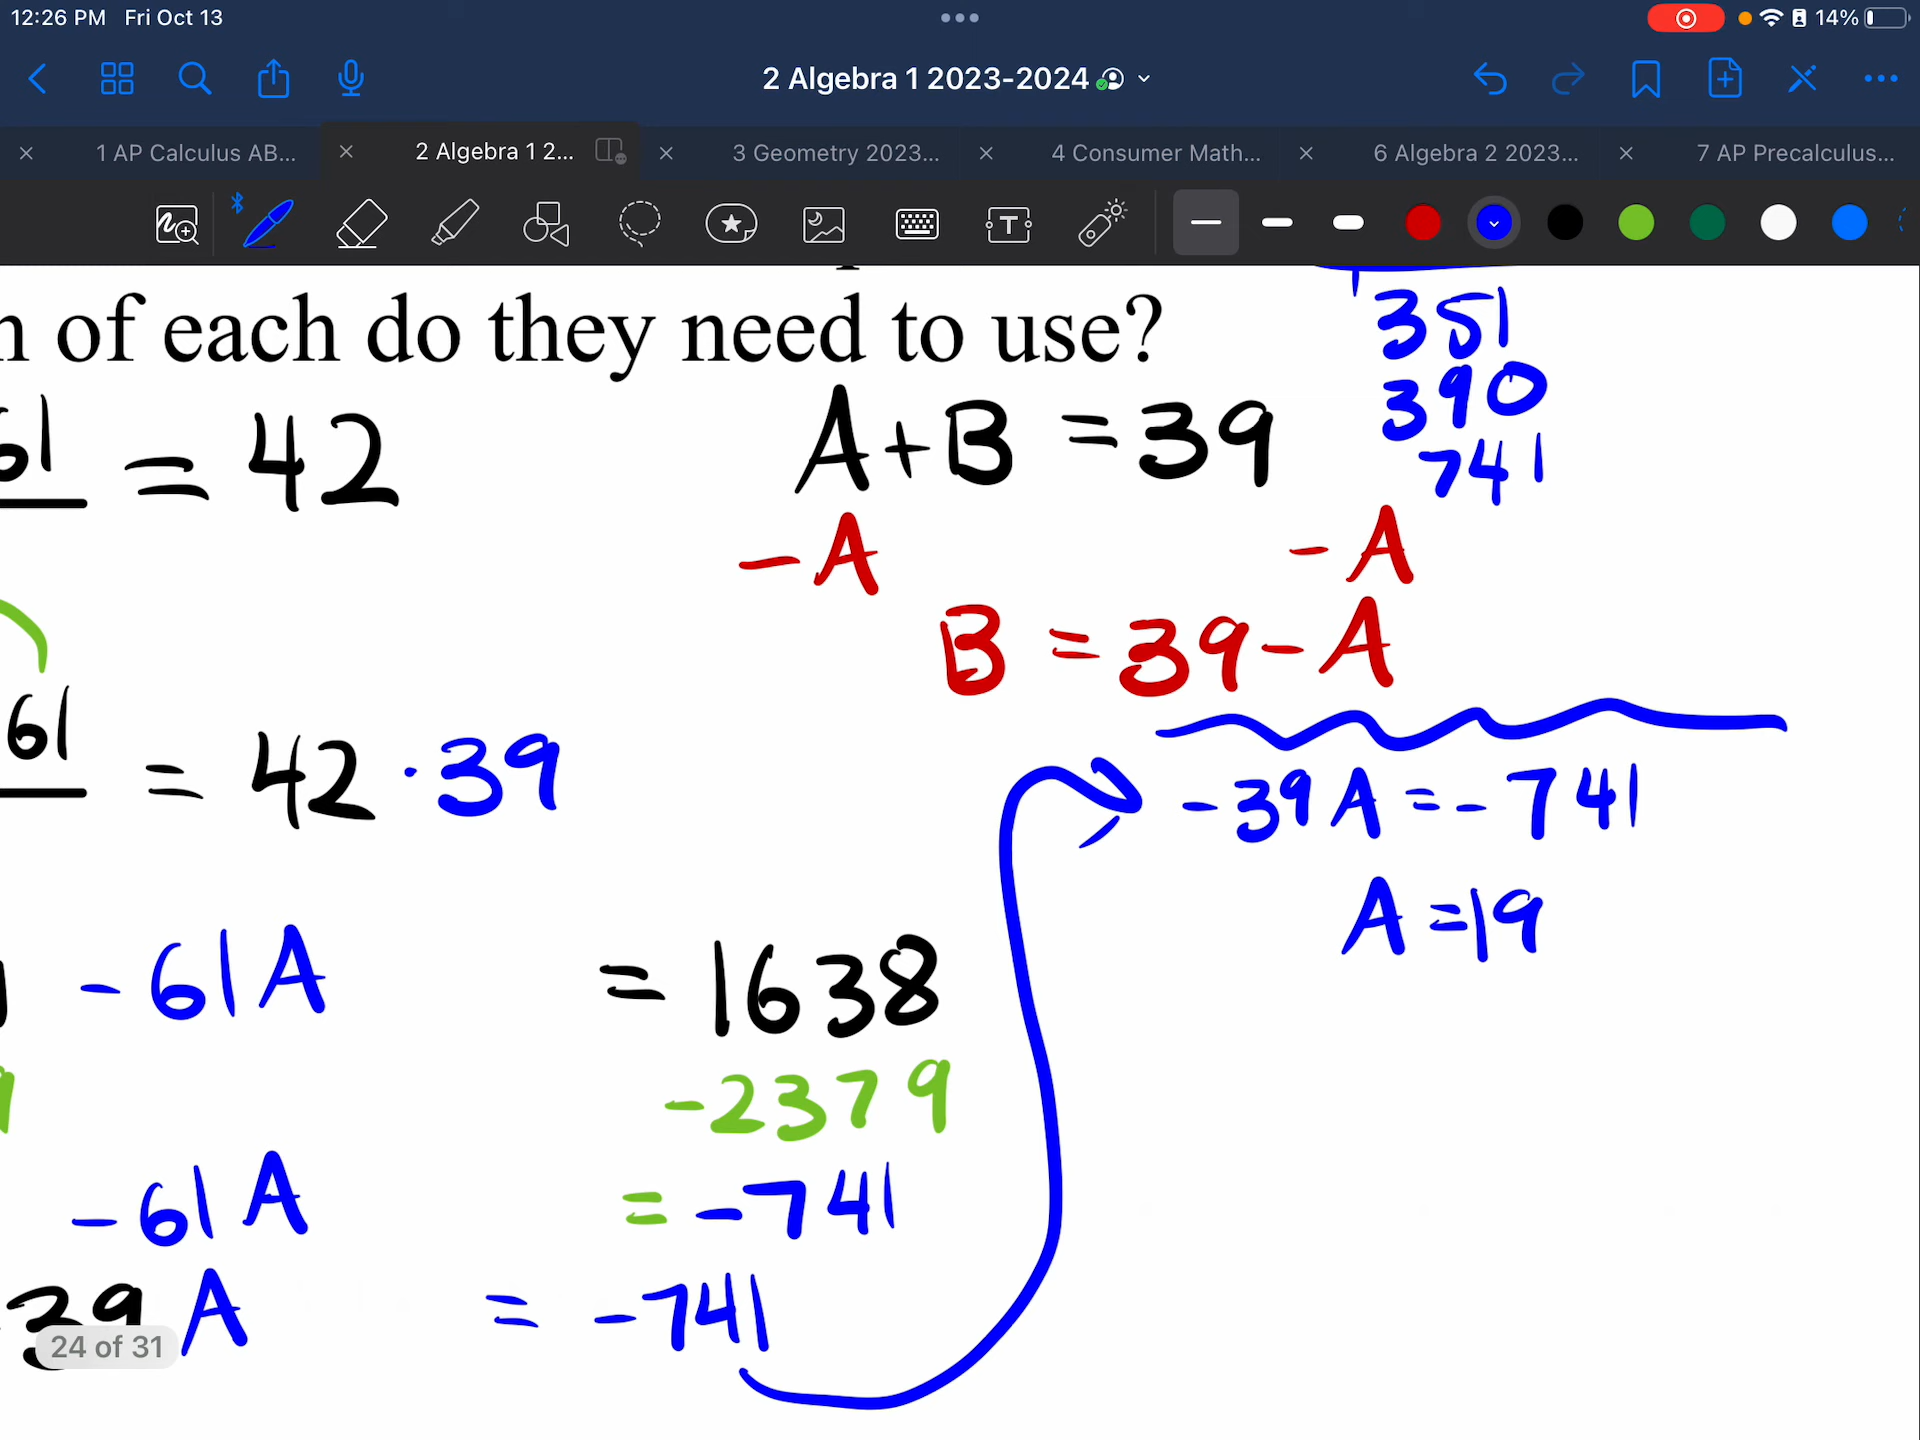 12:26 PM Fri Oct 13
14%
2 Algebra 1 2023-2024
1 AP Calculus AB...
2 Algebra 1 2...
3 Geometry 2023...
4 Consumer Math...
6 Algebra 2 2023...
7 AP Precalculus...
of each do they need to use?
351
390
741
61 = 42
A+B = 39
-A -A
B = 39-A
61 = 42 · 39
-39A = -741
A = 19
-61A = 1638
-2379
-61A = -741
39A = -741
24 of 31